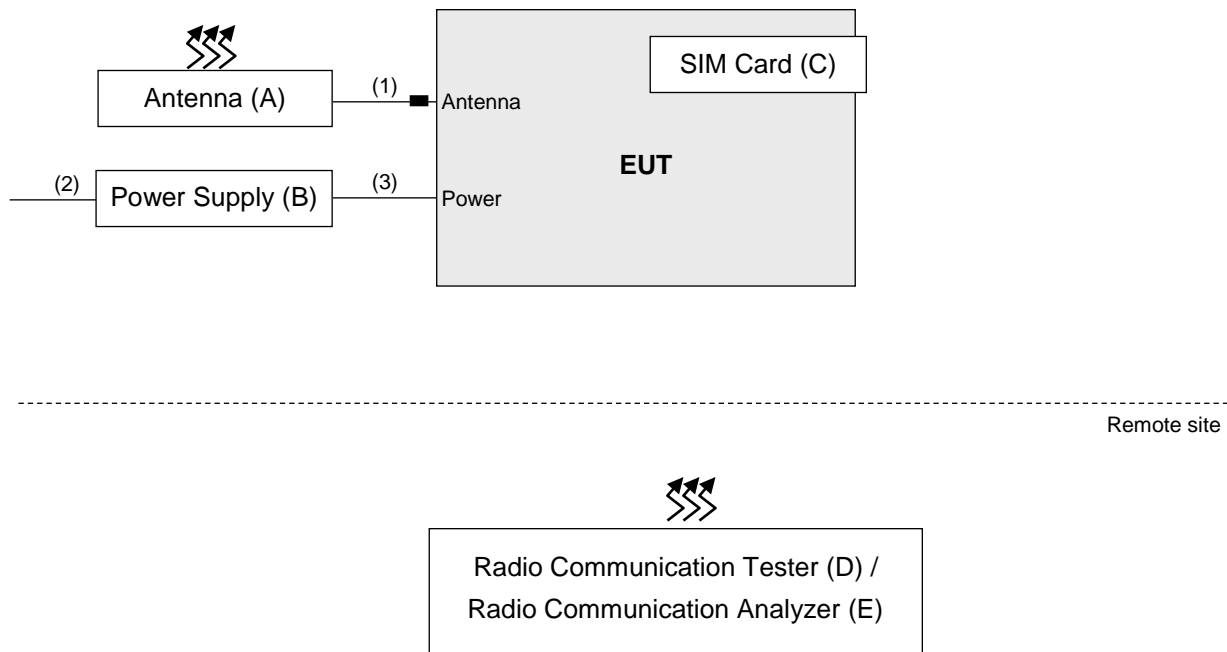 SIM Card (C)
Antenna (A)
(1)
Antenna
EUT
(2)
Power Supply (B)
(3)
Power
Remote site
Radio Communication Tester (D) /
Radio Communication Analyzer (E)